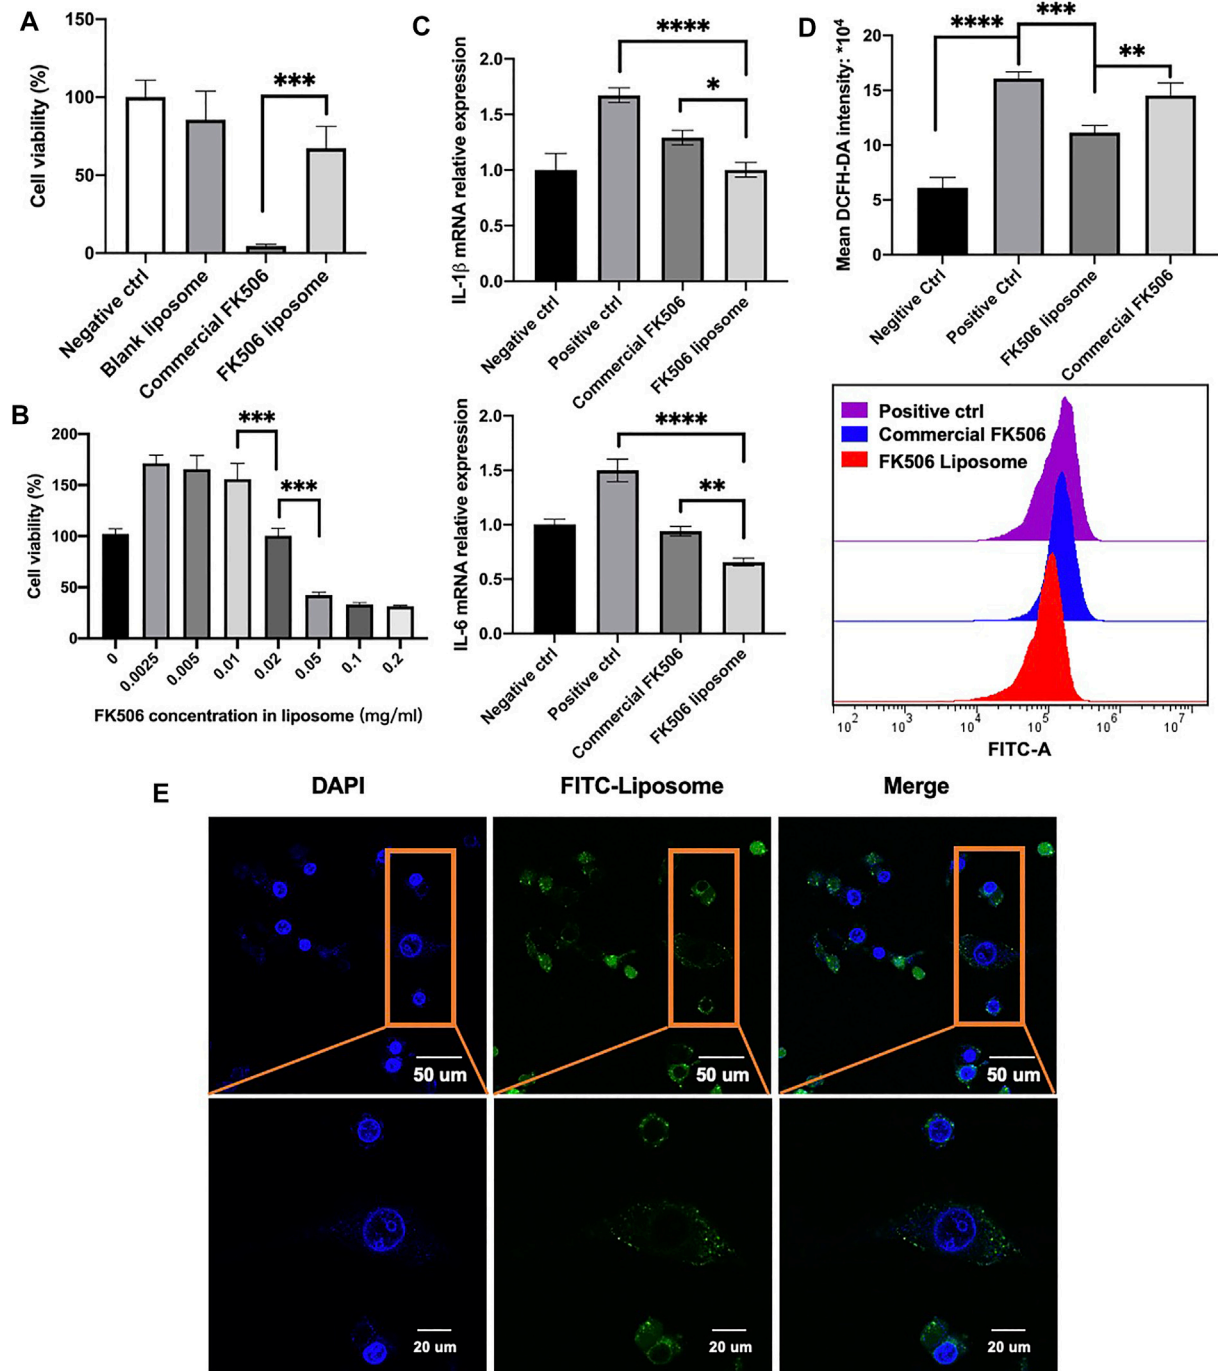 A
150
100
50
0
Cell viability (%)
***
Negative ctrl
Blank liposome
Commercial FK506
FK506 liposome
B
200
150
100
50
0
Cell viability (%)
***
***
0
0.0025
0.005
0.01
0.02
0.05
0.1
0.2
FK506 concentration in liposome (mg/ml)
C
2.0
1.5
1.0
0.5
0.0
IL-1β mRNA relative expression
****
*
Negative ctrl
Positive ctrl
Commercial FK506
FK506 liposome
2.0
1.5
1.0
0.5
0.0
IL-6 mRNA relative expression
****
**
Negative ctrl
Positive ctrl
Commercial FK506
FK506 liposome
D
20
15
10
5
0
Mean DCFH-DA intensity: *10⁴
****
***
**
Negitive Ctrl
Positive Ctrl
FK506 liposome
Commercial FK506
Positive ctrl
Commercial FK506
FK506 Liposome
10² 10³ 10⁴ 10⁵ 10⁶ 10⁷
FITC-A
E
DAPI
FITC-Liposome
Merge
50 um
50 um
50 um
20 um
20 um
20 um